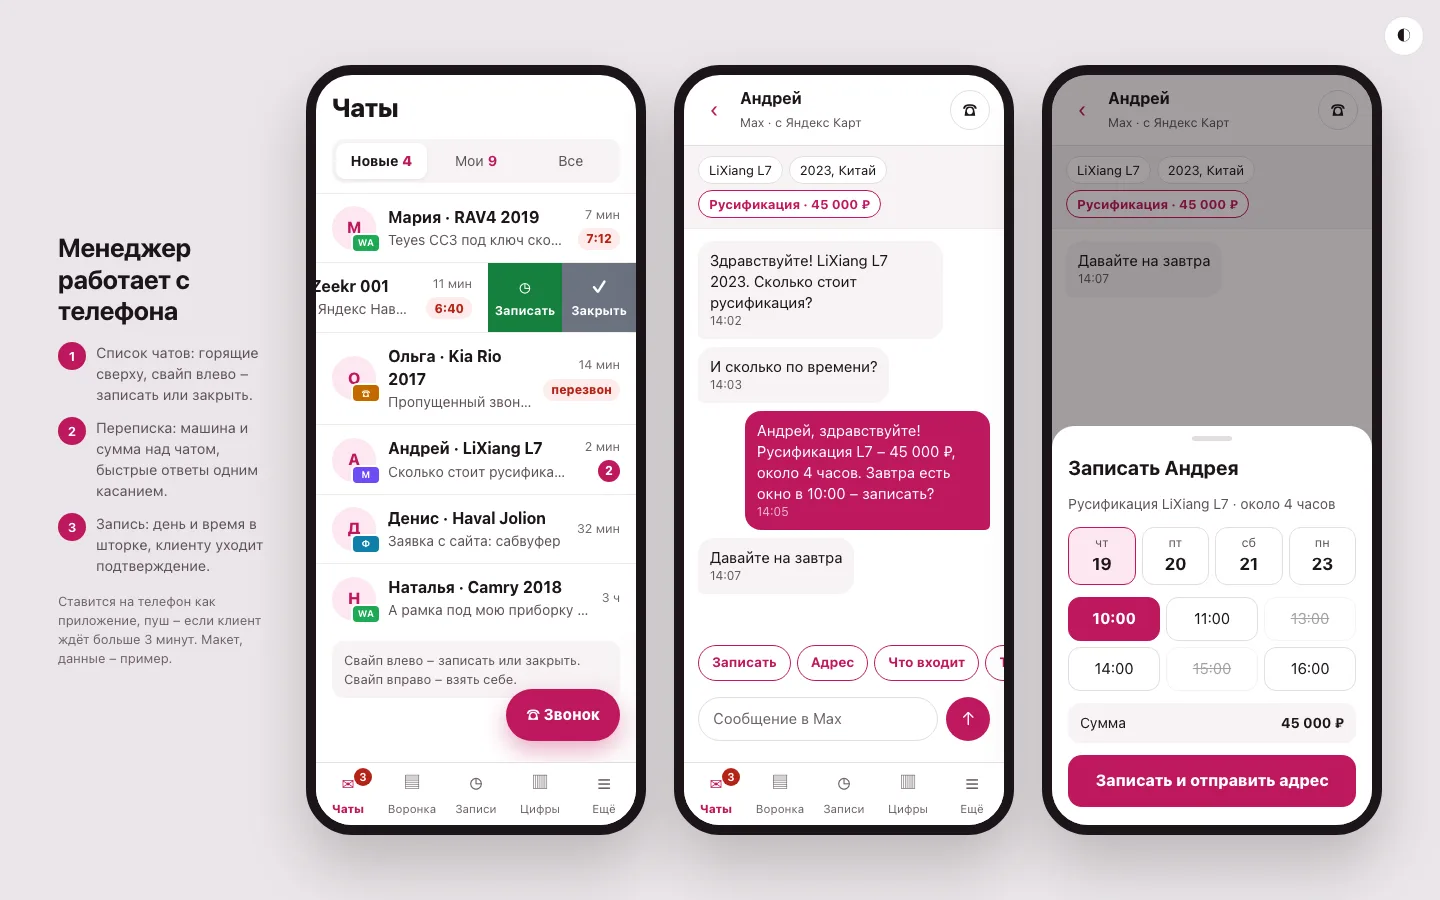 Менеджер
работает с
телефона
1
Список чатов: горящие
сверху, свайп влево –
записать или закрыть.
2
Переписка: машина и
сумма над чатом,
быстрые ответы одним
касанием.
3
Запись: день и время в
шторке, клиенту уходит
подтверждение.
Ставится на телефон как
приложение, пуш – если клиент
ждёт больше 3 минут. Макет,
данные – пример.
Чаты
Новые 4 Мои 9 Все
М WA
Мария · RAV4 2019 7 мин
Teyes CC3 под ключ ско... 7:12
Zeekr 001 11 мин
Яндекс Нав... 6:40
Записать Закрыть
О
Ольга · Kia Rio
2017
14 мин
Пропущенный звон... перезвон
А М
Андрей · LiXiang L7 2 мин
Сколько стоит русифика... 2
Д Ф
Денис · Haval Jolion 32 мин
Заявка с сайта: сабвуфер
Н WA
Наталья · Camry 2018 3 ч
А рамка под мою приборку ...
Свайп влево – записать или закрыть.
Свайп вправо – взять себе.
Звонок
3
Чаты Воронка Записи Цифры Ещё
Андрей
Max · с Яндекс Карт
LiXiang L7 2023, Китай
Русификация · 45 000 ₽
Здравствуйте! LiXiang L7
2023. Сколько стоит
русификация?
14:02
И сколько по времени?
14:03
Андрей, здравствуйте!
Русификация L7 – 45 000 ₽,
около 4 часов. Завтра есть
окно в 10:00 – записать?
14:05
Давайте на завтра
14:07
Записать Адрес Что входит
Сообщение в Max
3
Чаты Воронка Записи Цифры Ещё
Андрей
Max · с Яндекс Карт
LiXiang L7 2023, Китай
Русификация · 45 000 ₽
Давайте на завтра
14:07
Записать Андрея
Русификация LiXiang L7 · около 4 часов
чт пт сб пн
19 20 21 23
10:00 11:00 13:00
14:00 15:00 16:00
Сумма 45 000 ₽
Записать и отправить адрес